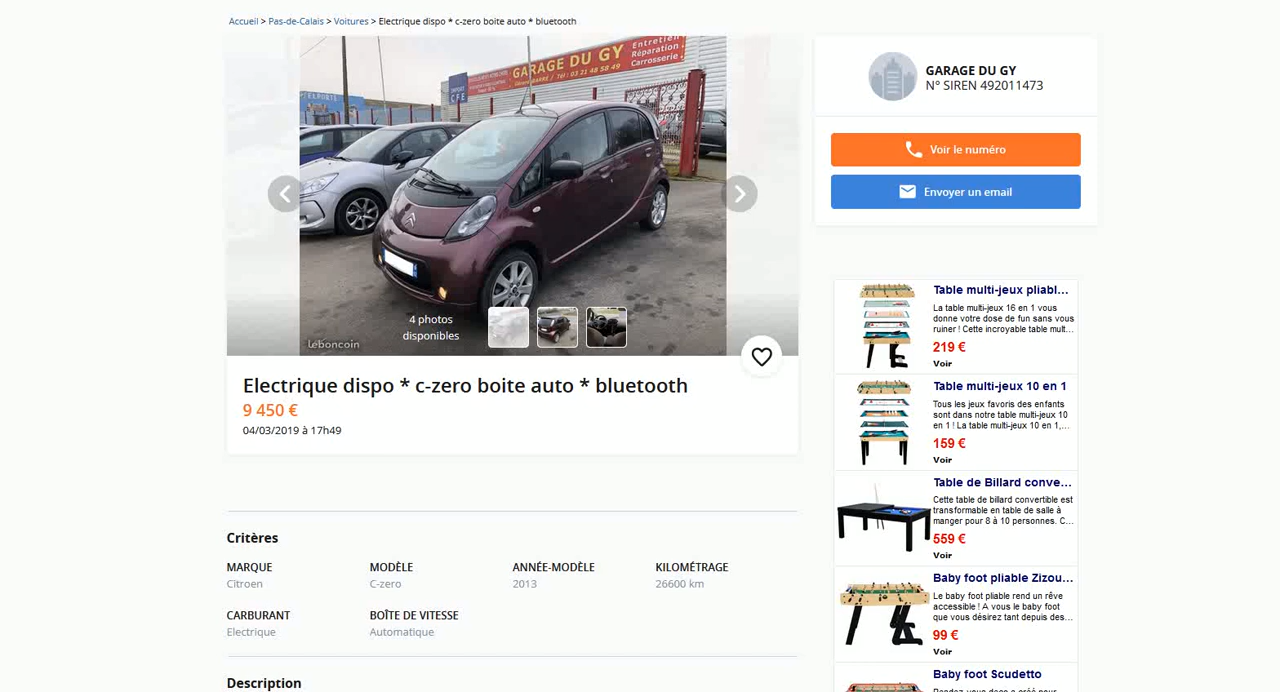 Accueil > Pas-de-Calais > Voitures > Electrique dispo * c-zero boite auto * bluetooth
Entretien
Réparation
Carrosserie.
GARAGE DU GY
Tél : 03 21 48 58 49
IMPORT
CFE
4 photos
disponibles
leboncoin
Electrique dispo * c-zero boite auto * bluetooth
9 450 €
04/03/2019 à 17h49
Critères
MARQUE
Citroen
MODÈLE
C-zero
ANNÉE-MODÈLE
2013
KILOMÉTRAGE
26600 km
CARBURANT
Electrique
BOÎTE DE VITESSE
Automatique
Description
GARAGE DU GY
N° SIREN 492011473
Voir le numéro
Envoyer un email
Table multi-jeux pliabl...
La table multi-jeux 16 en 1 vous
donne votre dose de fun sans vous
ruiner ! Cette incroyable table mult...
219 €
Voir
Table multi-jeux 10 en 1
Tous les jeux favoris des enfants
sont dans notre table multi-jeux 10
en 1 ! La table multi-jeux 10 en 1,...
159 €
Voir
Table de Billard conve...
Cette table de billard convertible est
transformable en table de salle à
manger pour 8 à 10 personnes. C...
559 €
Voir
Baby foot pliable Zizou...
Le baby foot pliable rend un rêve
accessible ! A vous le baby foot
que vous désirez tant depuis des...
99 €
Voir
Baby foot Scudetto